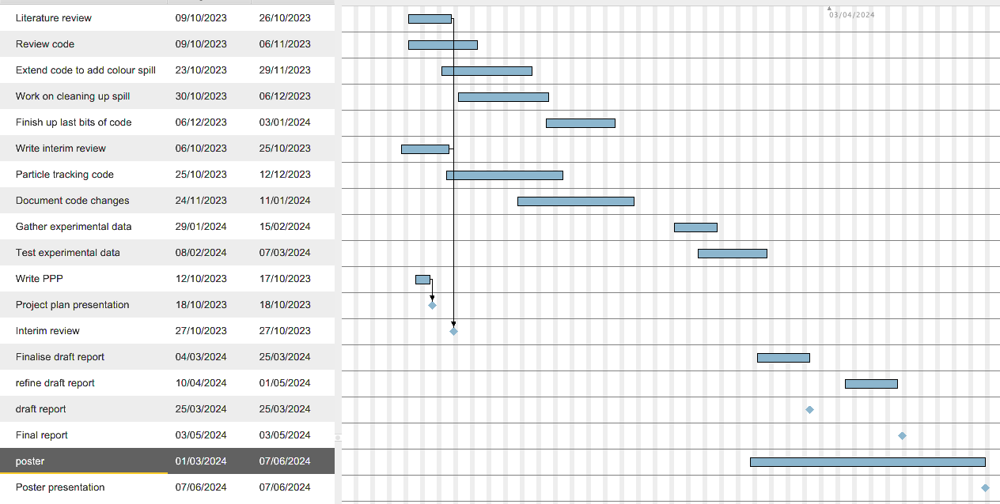 03/04/2024
Literature review 09/10/2023 26/10/2023
Review code 09/10/2023 06/11/2023
Extend code to add colour spill 23/10/2023 29/11/2023
Work on cleaning up spill 30/10/2023 06/12/2023
Finish up last bits of code 06/12/2023 03/01/2024
Write interim review 06/10/2023 25/10/2023
Particle tracking code 25/10/2023 12/12/2023
Document code changes 24/11/2023 11/01/2024
Gather experimental data 29/01/2024 15/02/2024
Test experimental data 08/02/2024 07/03/2024
Write PPP 12/10/2023 17/10/2023
Project plan presentation 18/10/2023 18/10/2023
Interim review 27/10/2023 27/10/2023
Finalise draft report 04/03/2024 25/03/2024
refine draft report 10/04/2024 01/05/2024
draft report 25/03/2024 25/03/2024
Final report 03/05/2024 03/05/2024
poster 01/03/2024 07/06/2024
Poster presentation 07/06/2024 07/06/2024